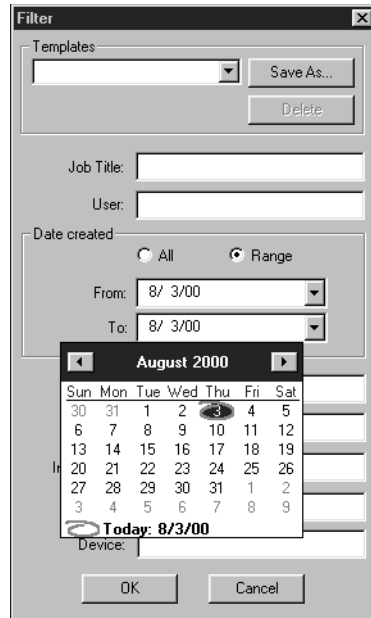 Filter
Templates
Save As...
Delete
Job Title:
User:
Date created
All Range
From: 8/ 3/00
To: 8/ 3/00
August 2000
Sun Mon Tue Wed Thu Fri Sat
30 31 1 2 3 4 5
6 7 8 9 10 11 12
13 14 15 16 17 18 19
In 20 21 22 23 24 25 26
27 28 29 30 31 1 2
3 4 5 6 7 8 9
Today: 8/3/00
Device:
OK Cancel